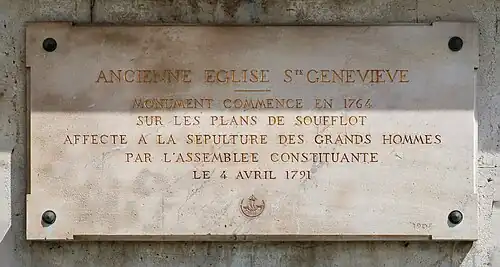 ANCIENNE EGLISE S^TE GENEVIEVE
MONUMENT COMMENCE EN 1764
SUR LES PLANS DE SOUFFLOT
AFFECTE A LA SEPULTURE DES GRANDS HOMMES
PAR L'ASSEMBLEE CONSTITUANTE
LE 4 AVRIL 1791